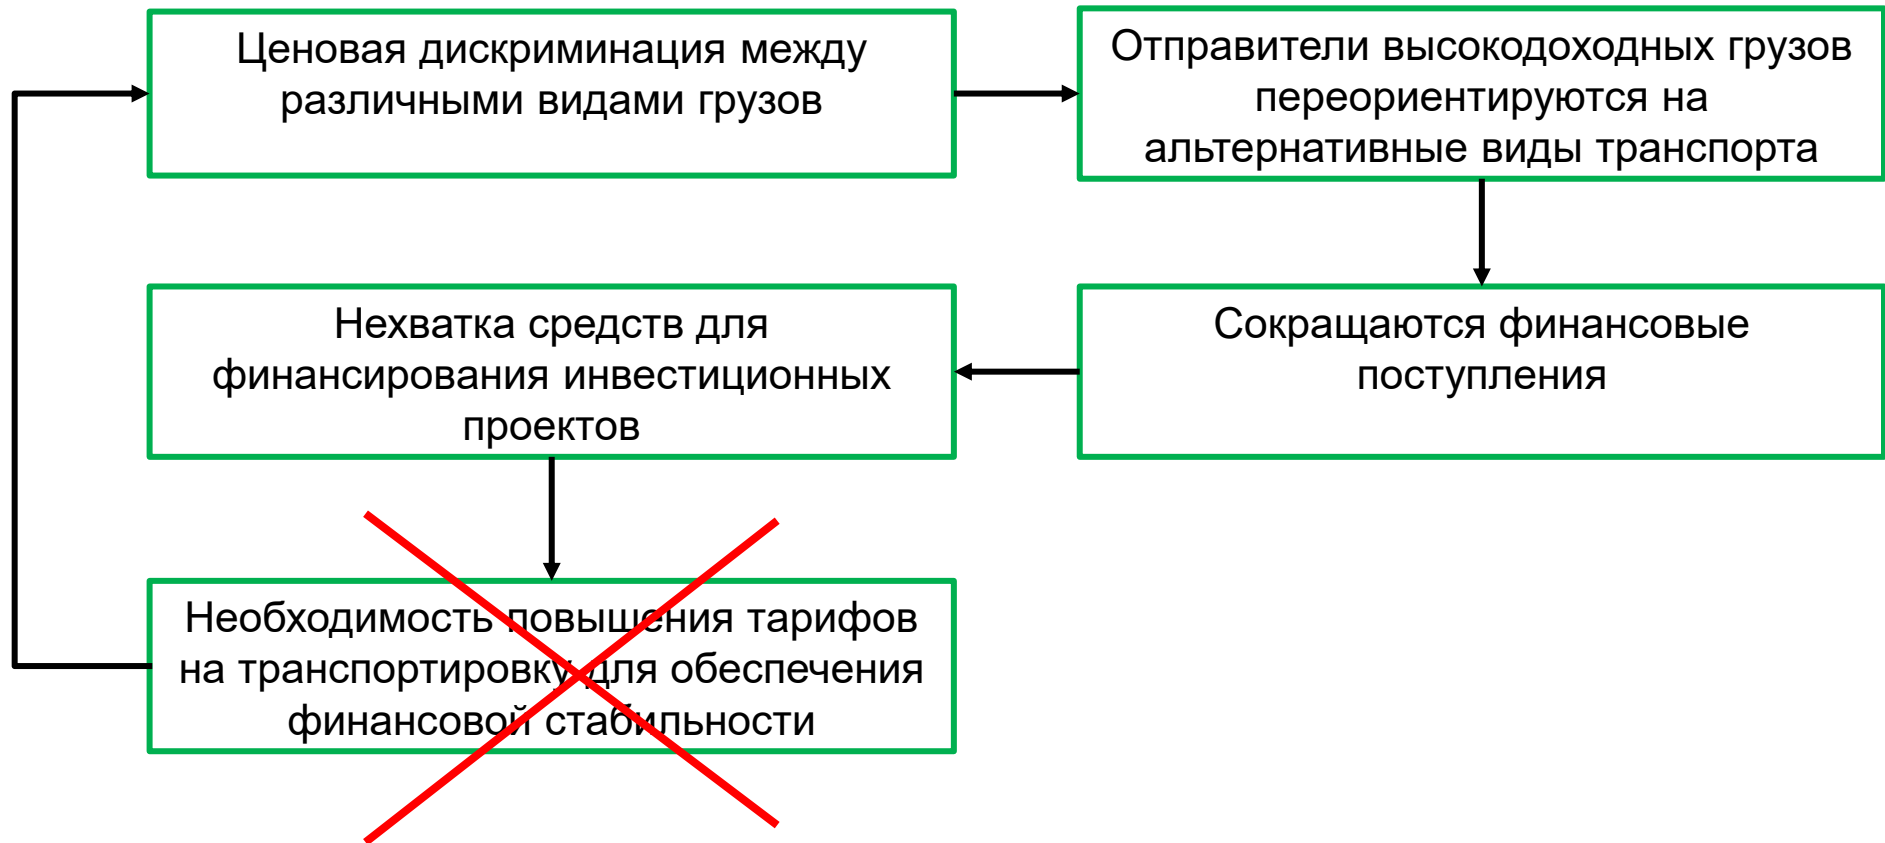 Ценовая дискриминация между
различными видами грузов
Отправители высокодоходных грузов
переориентируются на
альтернативные виды транспорта
Сокращаются финансовые
поступления
Нехватка средств для
финансирования инвестиционных
проектов
Необходимость повышения тарифов
на транспортировку для обеспечения
финансовой стабильности